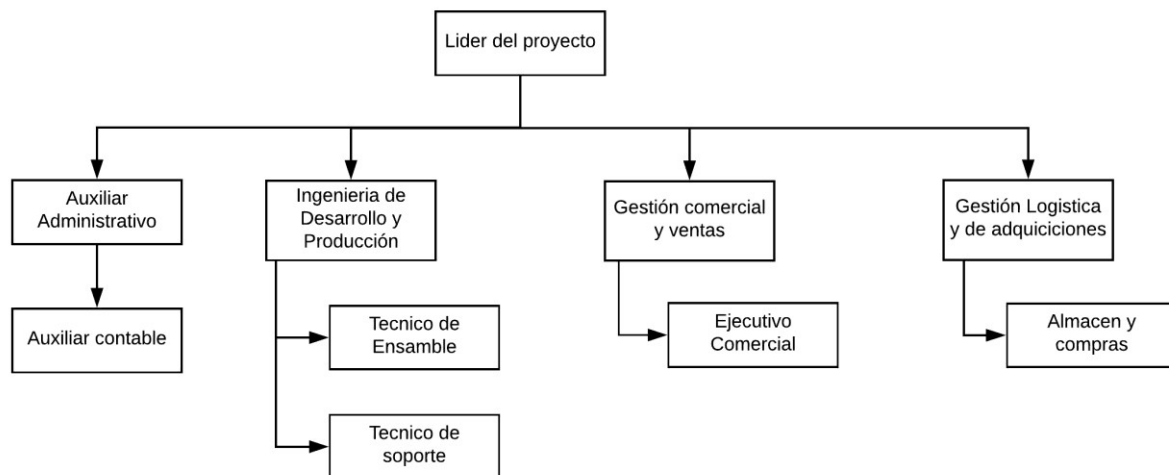 Lider del proyecto
Auxiliar
Administrativo
Ingenieria de
Desarrollo y
Producción
Gestión comercial
y ventas
Gestión Logistica
y de adquiciciones
Auxiliar contable
Tecnico de
Ensamble
Ejecutivo
Comercial
Almacen y
compras
Tecnico de
soporte